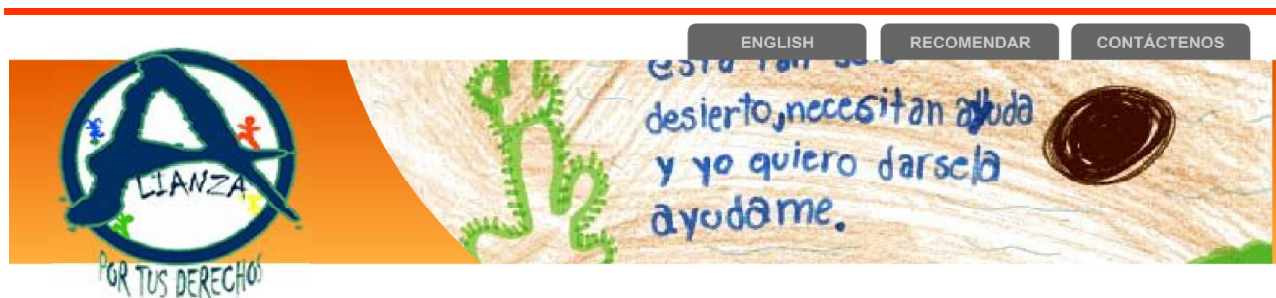 ENGLISH RECOMENDAR CONTÁCTENOS
desierto, necesitan ayuda
y yo quiero darsela
ayudame.
A
LIANZA
POR TUS DERECHOS